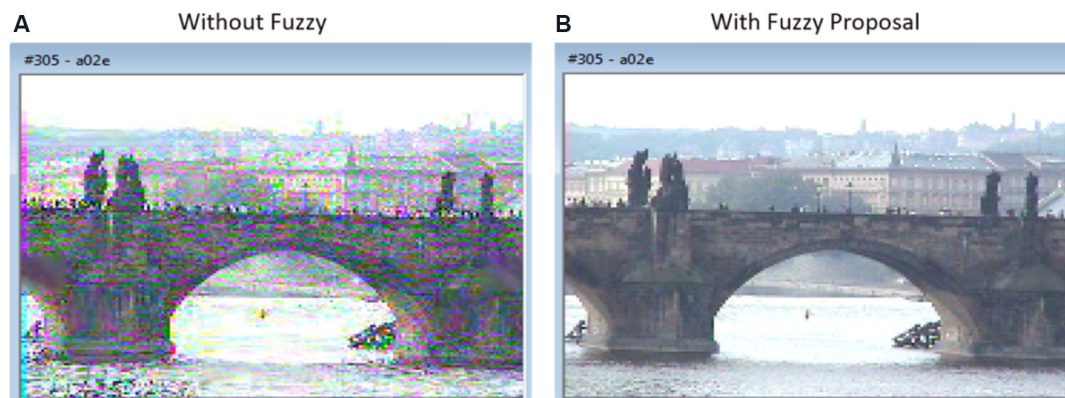 A
Without Fuzzy
#305 - a02e
B
With Fuzzy Proposal
#305 - a02e